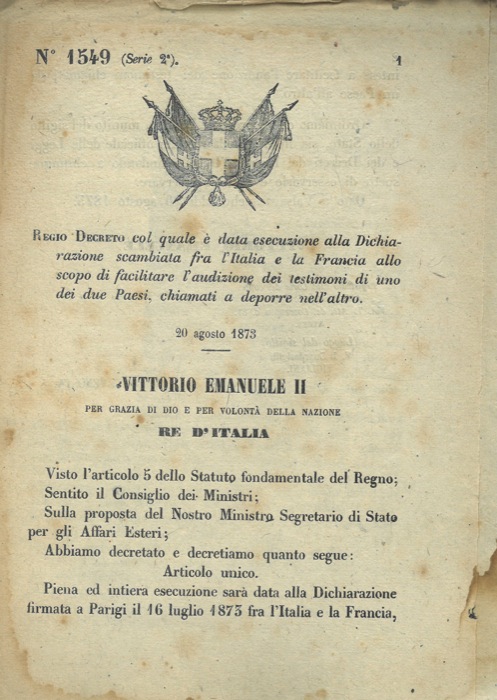 N° 1549 (Serie 2ª). 1
REGIO DECRETO col quale è data esecuzione alla Dichia-
razione scambiata fra l'Italia e la Francia allo
scopo di facilitare l'audizione dei testimoni di uno
dei due Paesi, chiamati a deporre nell'altro.
20 agosto 1873
VITTORIO EMANUELE II
PER GRAZIA DI DIO E PER VOLONTÀ DELLA NAZIONE
RE D'ITALIA
Visto l'articolo 5 dello Statuto fondamentale del Regno;
Sentito il Consiglio dei Ministri;
Sulla proposta del Nostro Ministro Segretario di Stato
per gli Affari Esteri;
Abbiamo decretato e decretiamo quanto segue:
Articolo unico.
Piena ed intiera esecuzione sarà data alla Dichiarazione
firmata a Parigi il 16 luglio 1873 fra l'Italia e la Francia,